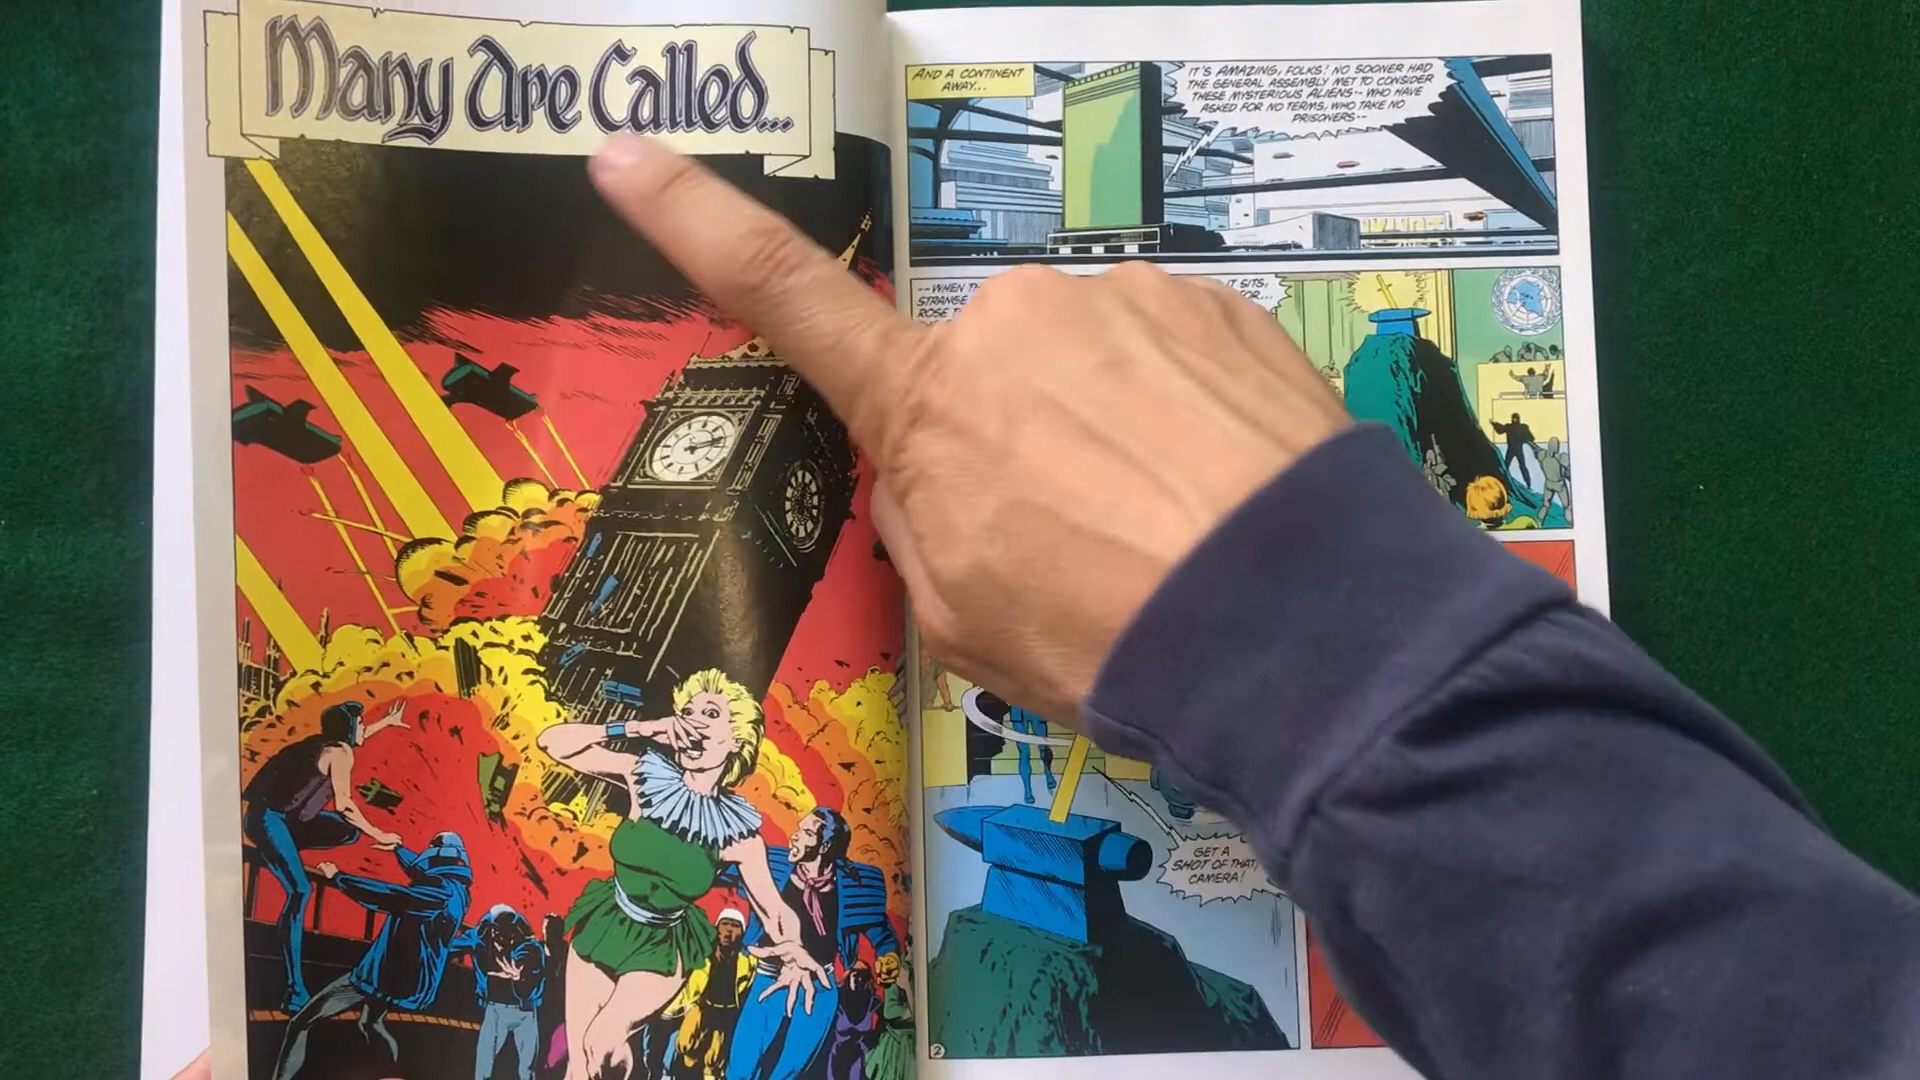 Many Are Called...
AND A CONTINENT
AWAY...
IT'S AMAZING, FOLKS! NO SOONER HAD
THE GENERAL ASSEMBLY MET TO CONSIDER
THESE MYSTERIOUS ALIENS-- WHO HAVE
ASKED FOR NO TERMS, WHO TAKE NO
PRISONERS--
--WHEN
STRANGE
ROSE
IT SITS,
FOR...
GET A
SHOT OF THAT,
CAMERA!
2